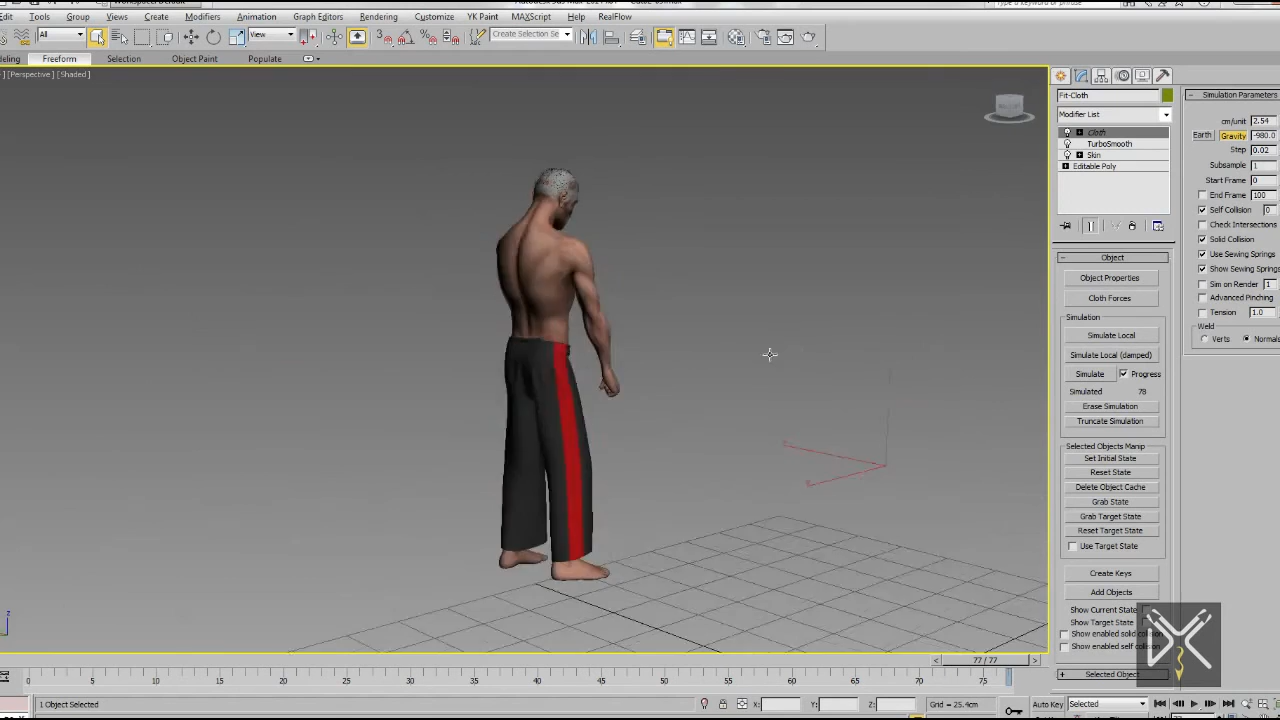 Edit Tools Group Views Create Modifiers Animation Graph Editors Rendering Customize YK Paint MAXScript Help RealFlow
All View Create Selection Se
Freeform Selection Object Paint Populate
[Perspective] [Shaded]
Fit-Cloth
Modifier List
Cloth
TurboSmooth
Skin
Editable Poly
Object
Object Properties
Cloth Forces
Simulation
Simulate Local
Simulate Local (damped)
Simulate Progress
Simulated 78
Erase Simulation
Truncate Simulation
Selected Objects Manip
Set Initial State
Reset State
Delete Object Cache
Grab State
Grab Target State
Reset Target State
Use Target State
Create Keys
Add Objects
Show Current State
Show Target State
Show enabled solid
Show enabled self
Selected Object
Simulation Parameters
cm/unit 2.54
Earth Gravity -980.0
Step 0.02
Subsample 1
Start Frame 0
End Frame 100
Self Collision 0
Check Intersections
Solid Collision
Use Sewing Springs
Show Sewing Springs
Sim on Render 1
Advanced Pinching
Tension 1.0
Weld
Verts Normals
< 77 / 77 >
0 5 10 15 20 25 30 35 40 45 50 55 60 65 70 75
1 Object Selected X: Y: Z: Grid = 25.4cm Auto Key Selected
z